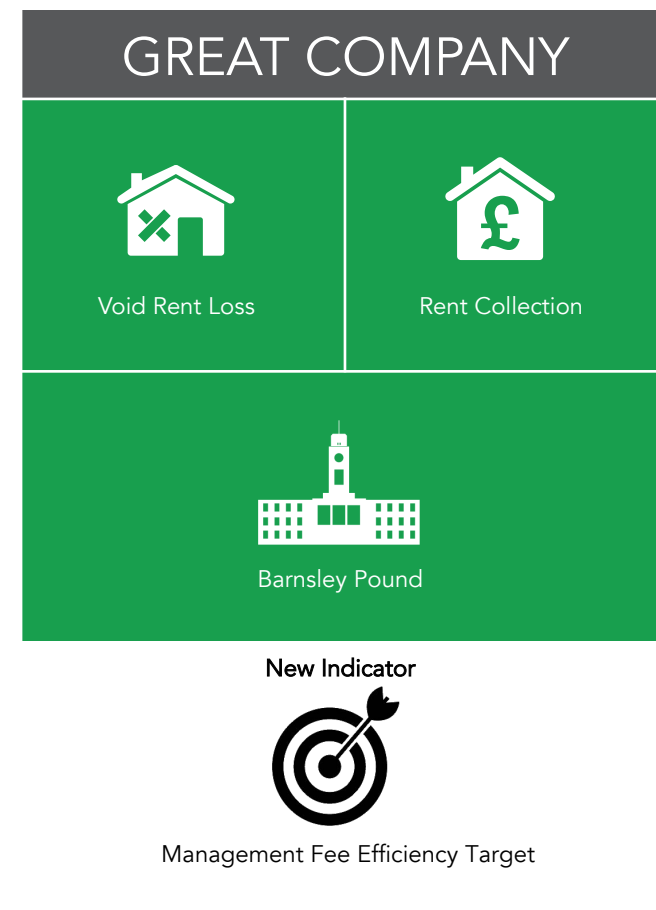 GREAT COMPANY
Void Rent Loss
Rent Collection
£
Barnsley Pound
New Indicator
Management Fee Efficiency Target